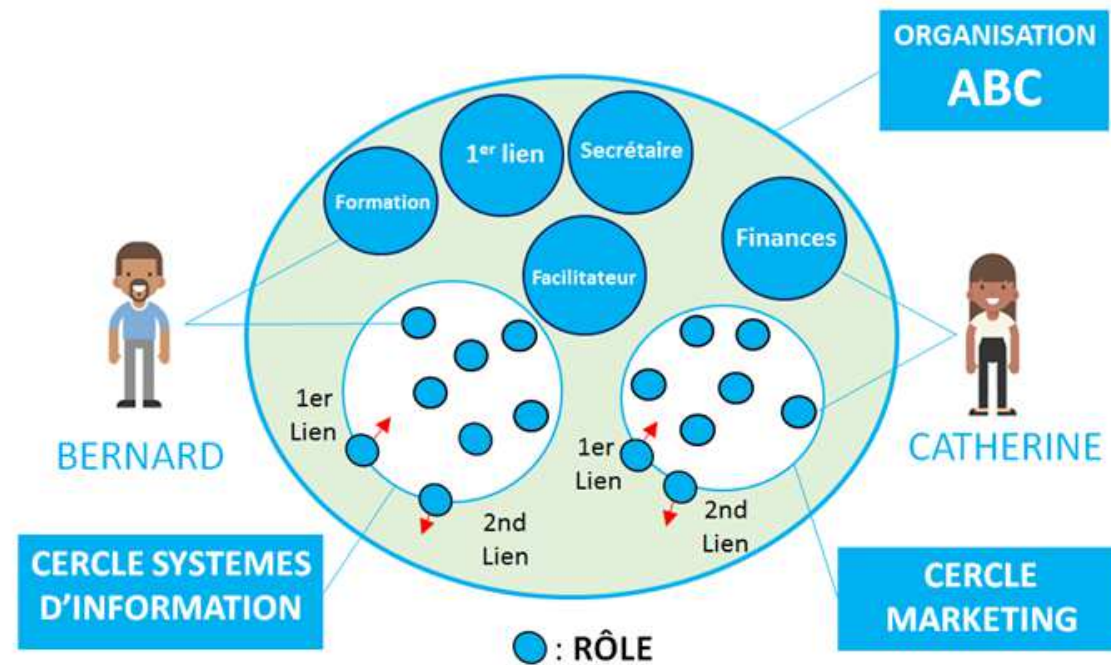 ORGANISATION
ABC
1er lien
Secrétaire
Formation
Finances
Facilitateur
1er
Lien
BERNARD
1er
Lien
CATHERINE
2nd
Lien
2nd
Lien
CERCLE SYSTEMES
D'INFORMATION
CERCLE
MARKETING
: RÔLE